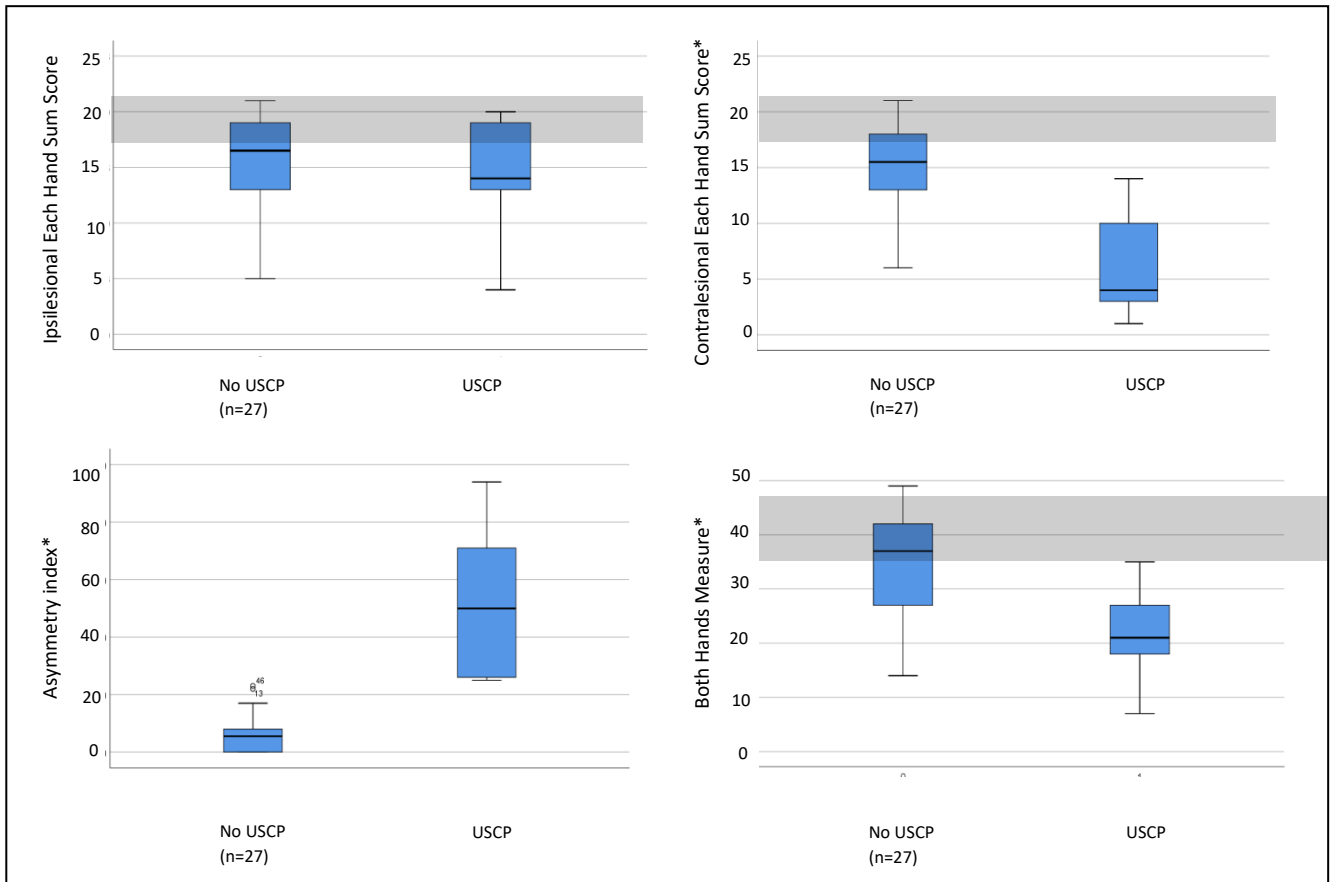 Ipsilesional Each Hand Sum Score
25
20
15
10
5
0
No USCP
(n=27)
USCP
Contralesional Each Hand Sum Score*
25
20
15
10
5
0
No USCP
(n=27)
USCP
Asymmetry index*
100
80
60
40
20
0
46
13
No USCP
(n=27)
USCP
Both Hands Measure*
50
40
30
20
10
0
No USCP
(n=27)
USCP